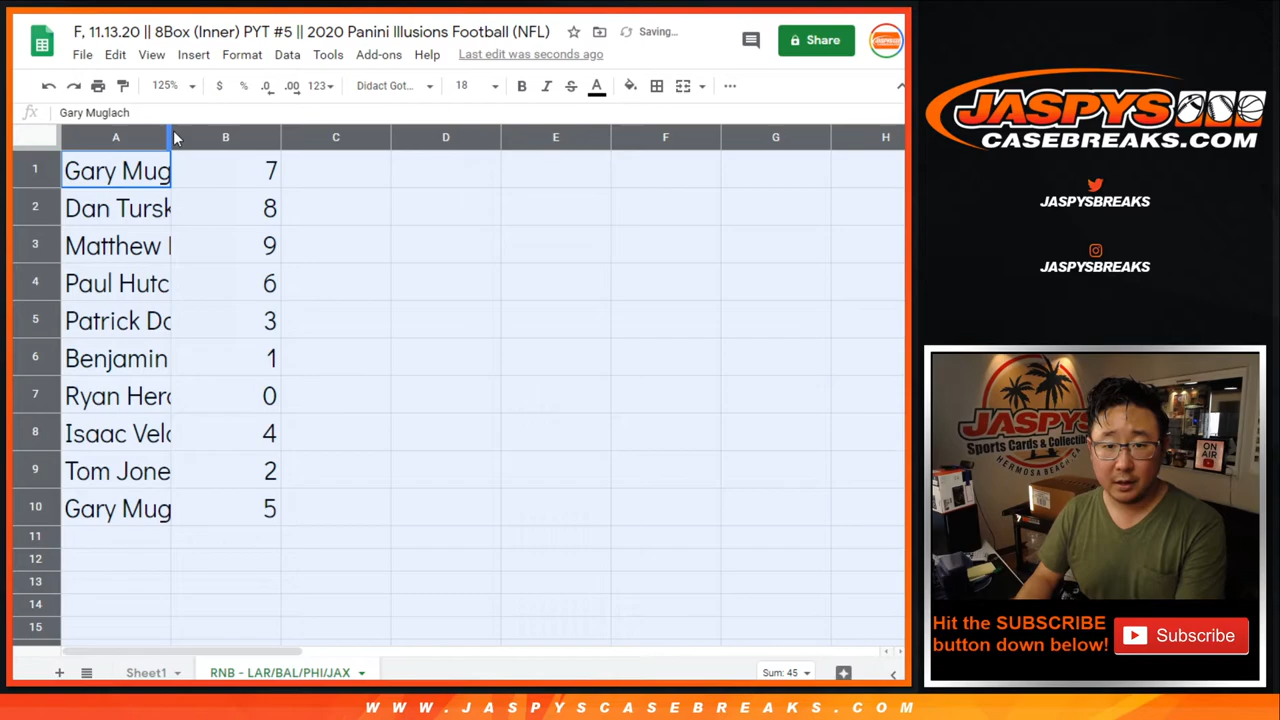 F, 11.13.20 || 8Box (Inner) PYT #5 || 2020 Panini Illusions Football (NFL)
Saving...
File Edit View Insert Format Data Tools Add-ons Help Last edit was seconds ago
Share
125% $ % .0 .00 123 Didact Got... 18 B I S A
fx Gary Muglach
A B C D E F G H
1 Gary Mug 7
2 Dan Tursk 8
3 Matthew 9
4 Paul Hutc 6
5 Patrick Do 3
6 Benjamin 1
7 Ryan Herc 0
8 Isaac Velo 4
9 Tom Jone 2
10 Gary Mug 5
11
12
13
14
15
Sheet1 RNB - LAR/BAL/PHI/JAX Sum: 45
JASPYS
CASEBREAKS.COM
JASPYSBREAKS
JASPYSBREAKS
JASPYS
Sports Cards & Collectibl
HERMOSA BEACH, CA
ON AIR
Hit the SUBSCRIBE
button down below!
Subscribe
WWW.JASPYSCASEBREAKS.COM